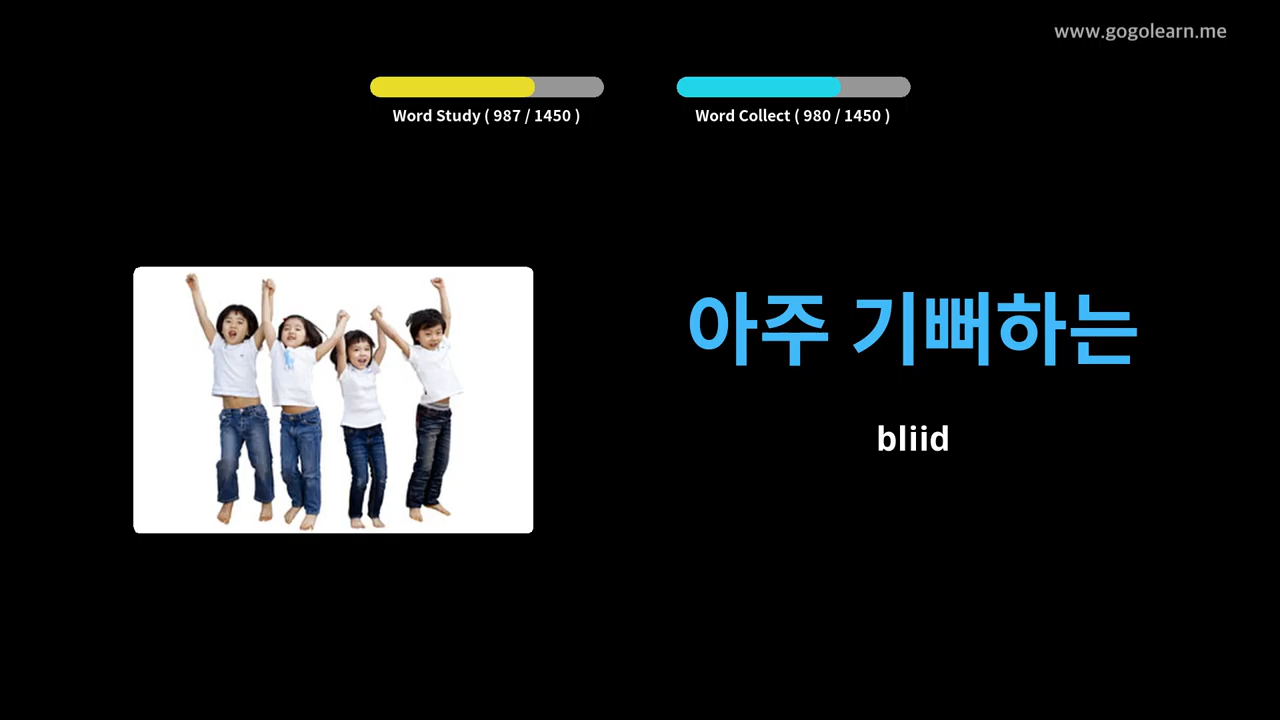 www.gogolearn.me
Word Study ( 987 / 1450 )
Word Collect ( 980 / 1450 )
아주 기뻐하는
bliid